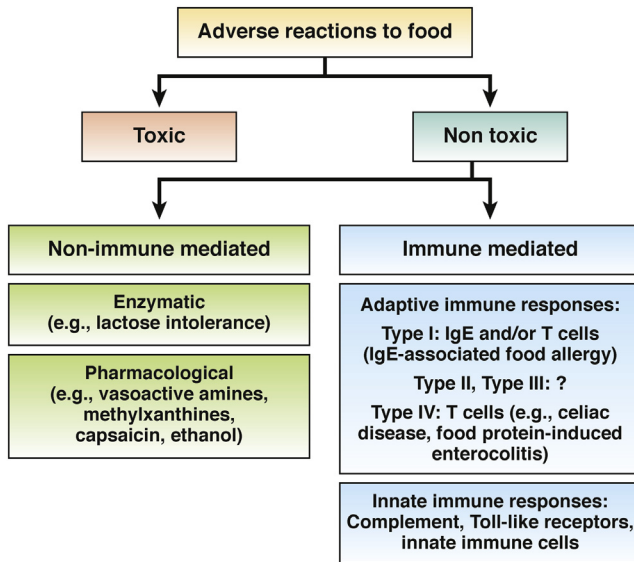 Adverse reactions to food
Toxic
Non toxic
Non-immune mediated
Enzymatic
(e.g., lactose intolerance)
Pharmacological
(e.g., vasoactive amines,
methylxanthines,
capsaicin, ethanol)
Immune mediated
Adaptive immune responses:
Type I: IgE and/or T cells
(IgE-associated food allergy)
Type II, Type III: ?
Type IV: T cells (e.g., celiac
disease, food protein-induced
enterocolitis)
Innate immune responses:
Complement, Toll-like receptors,
innate immune cells